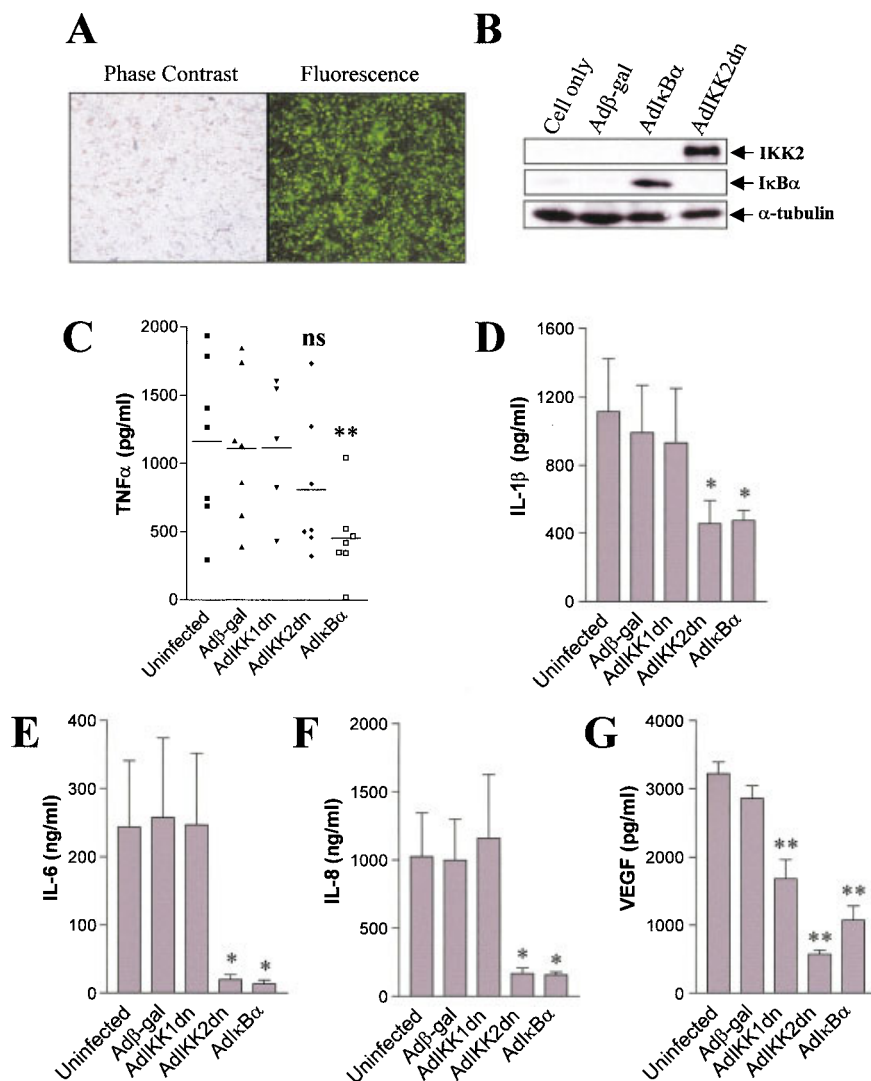 A
Phase Contrast
Fluorescence
B
Cell only
Adβ-gal
AdIκBα
AdIKK2dn
IKK2
IκBα
α-tubulin
C
TNFα (pg/ml)
2000
1500
1000
500
0
ns
**
Uninfected
Adβ-gal
AdIKK1dn
AdIKK2dn
AdIκBα
D
IL-1β (pg/ml)
1600
1200
800
400
0
*
*
Uninfected
Adβ-gal
AdIKK1dn
AdIKK2dn
AdIκBα
E
IL-6 (ng/ml)
400
300
200
100
0
*
*
Uninfected
Adβ-gal
AdIKK1dn
AdIKK2dn
AdIκBα
F
IL-8 (ng/ml)
2000
1500
1000
500
0
*
*
Uninfected
Adβ-gal
AdIKK1dn
AdIKK2dn
AdIκBα
G
VEGF (pg/ml)
4000
3000
2000
1000
0
**
**
**
Uninfected
Adβ-gal
AdIKK1dn
AdIKK2dn
AdIκBα